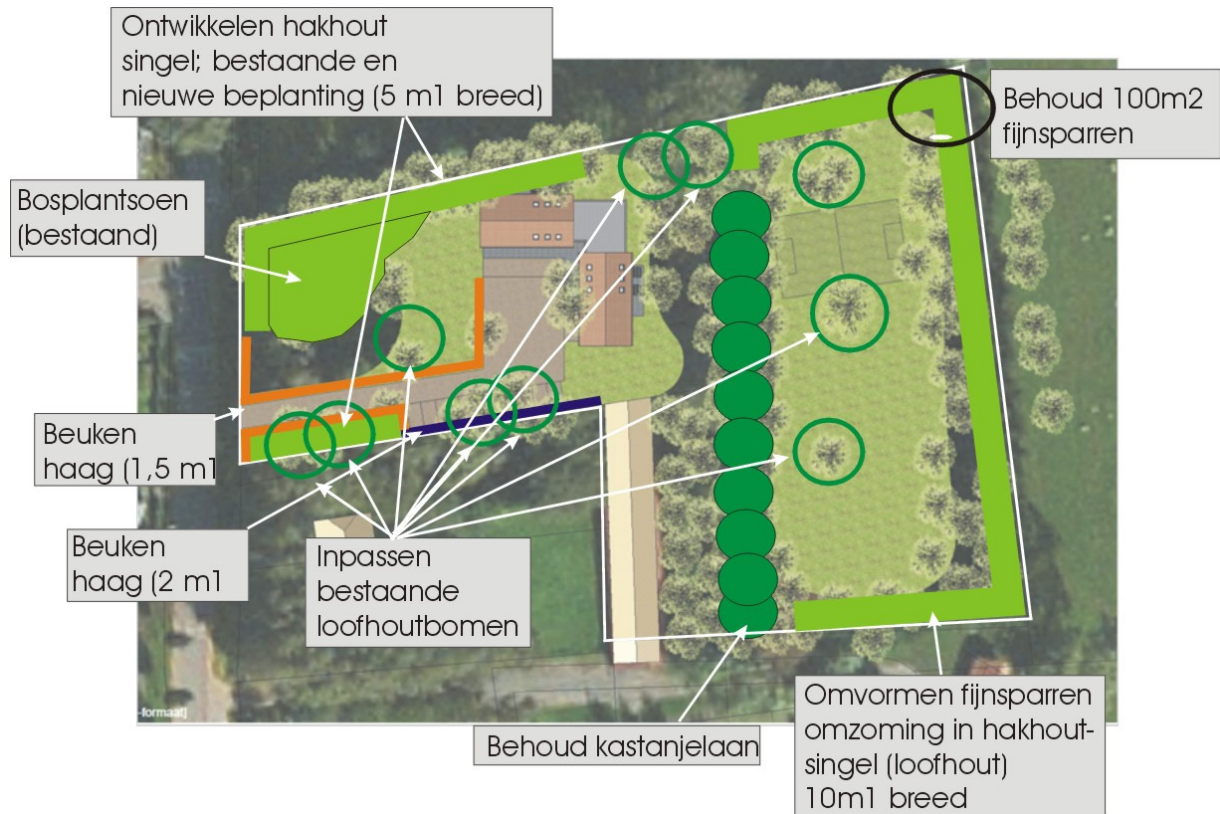 Ontwikkelen hakhout
singel; bestaande en
nieuwe beplanting (5 m1 breed)
Behoud 100m2
fijnsparren
Bosplantsoen
(bestaand)
Beuken
haag (1,5 m1
Beuken
haag (2 m1
Inpassen
bestaande
loofhoutbomen
Behoud kastanjelaan
Omvormen fijnsparren
omzoming in hakhout-
singel (loofhout)
10m1 breed
-formaat]